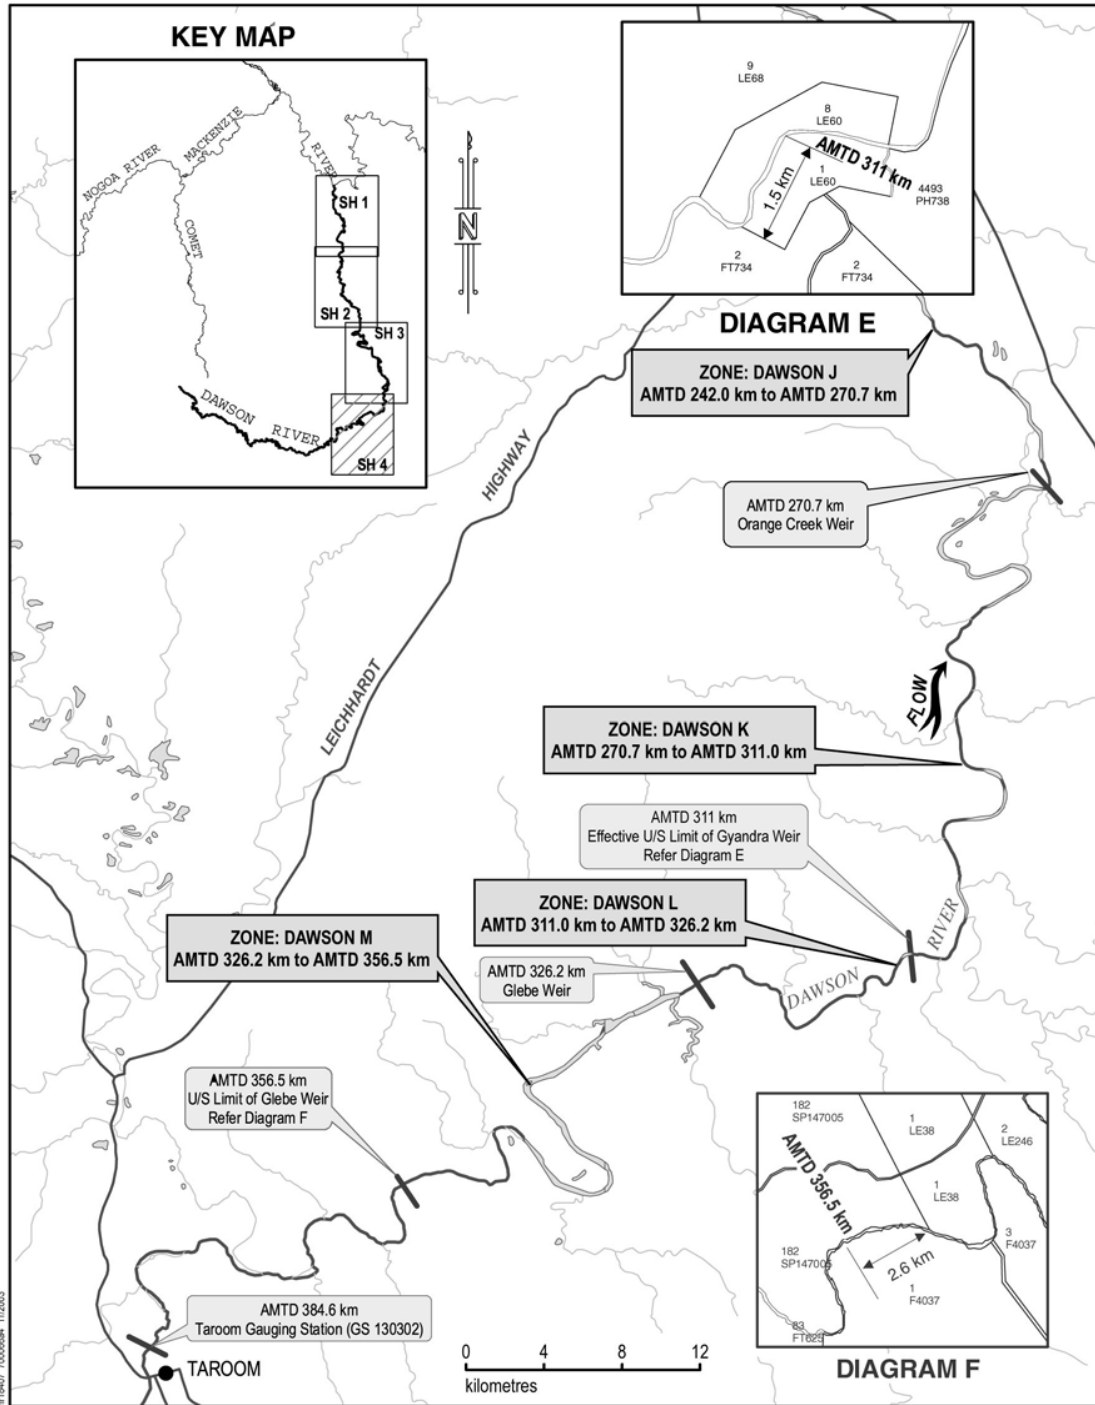 KEY MAP
NOGOA RIVER
MACKENZIE
RIVER
COMET
DAWSON RIVER
SH 1
SH 2
SH 3
SH 4
N
9
LE68
8
LE60
AMTD 311 km
1
LE60
1.5 km
4493
PH738
2
FT734
2
FT734
DIAGRAM E
ZONE: DAWSON J
AMTD 242.0 km to AMTD 270.7 km
HIGHWAY
AMTD 270.7 km
Orange Creek Weir
LEICHHARDT
FLOW
ZONE: DAWSON K
AMTD 270.7 km to AMTD 311.0 km
AMTD 311 km
Effective U/S Limit of Gyandra Weir
Refer Diagram E
ZONE: DAWSON L
AMTD 311.0 km to AMTD 326.2 km
RIVER
ZONE: DAWSON M
AMTD 326.2 km to AMTD 356.5 km
AMTD 326.2 km
Glebe Weir
DAWSON
AMTD 356.5 km
U/S Limit of Glebe Weir
Refer Diagram F
182
SP147005
1
LE38
2
LE246
AMTD 356.5 km
1
LE38
3
F4037
182
SP147005
2.6 km
1
F4037
83
FT625
DIAGRAM F
AMTD 384.6 km
Taroom Gauging Station (GS 130302)
TAROOM
0 4 8 12
kilometres